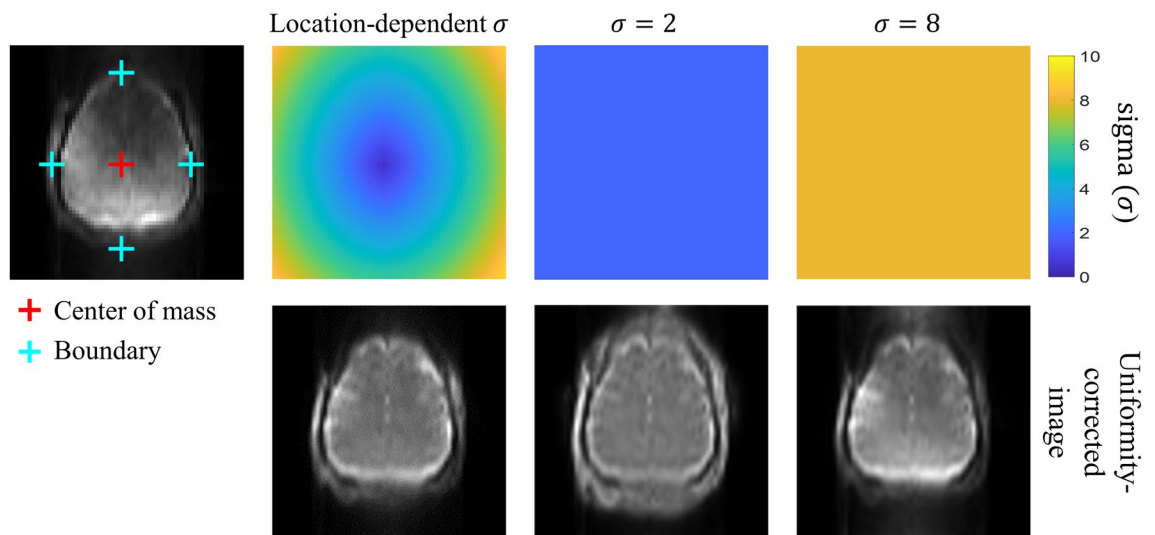 Location-dependent σ
σ = 2
σ = 8
10
8
6
4
2
0
sigma (σ)
Center of mass
Boundary
Uniformity-
corrected
image